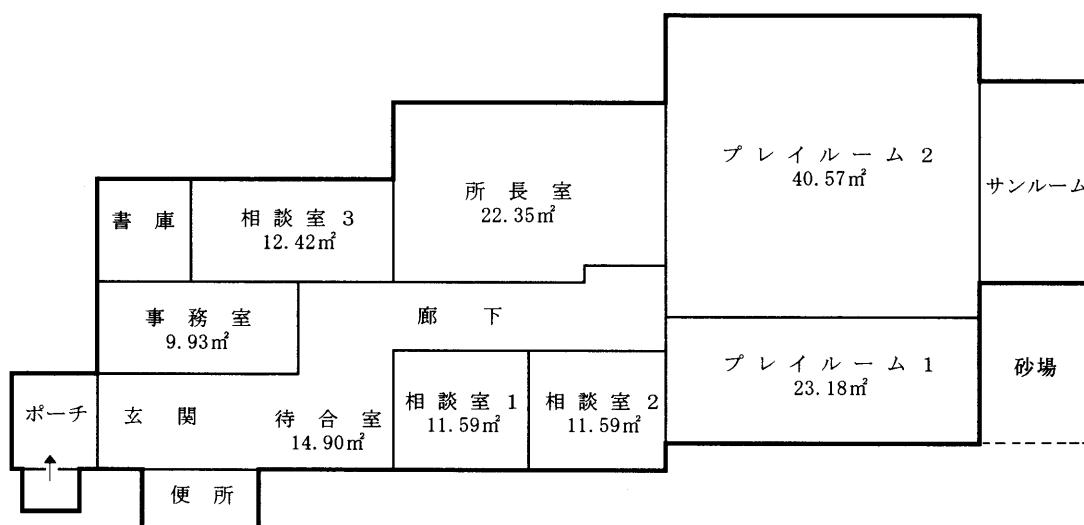 プレイルーム 2
40.57㎡
サンルーム
所長室
22.35㎡
書庫
相談室 3
12.42㎡
事務室
9.93㎡
廊下
プレイルーム 1
23.18㎡
砂場
ポーチ
玄関
待合室
14.90㎡
相談室 1
11.59㎡
相談室 2
11.59㎡
便所